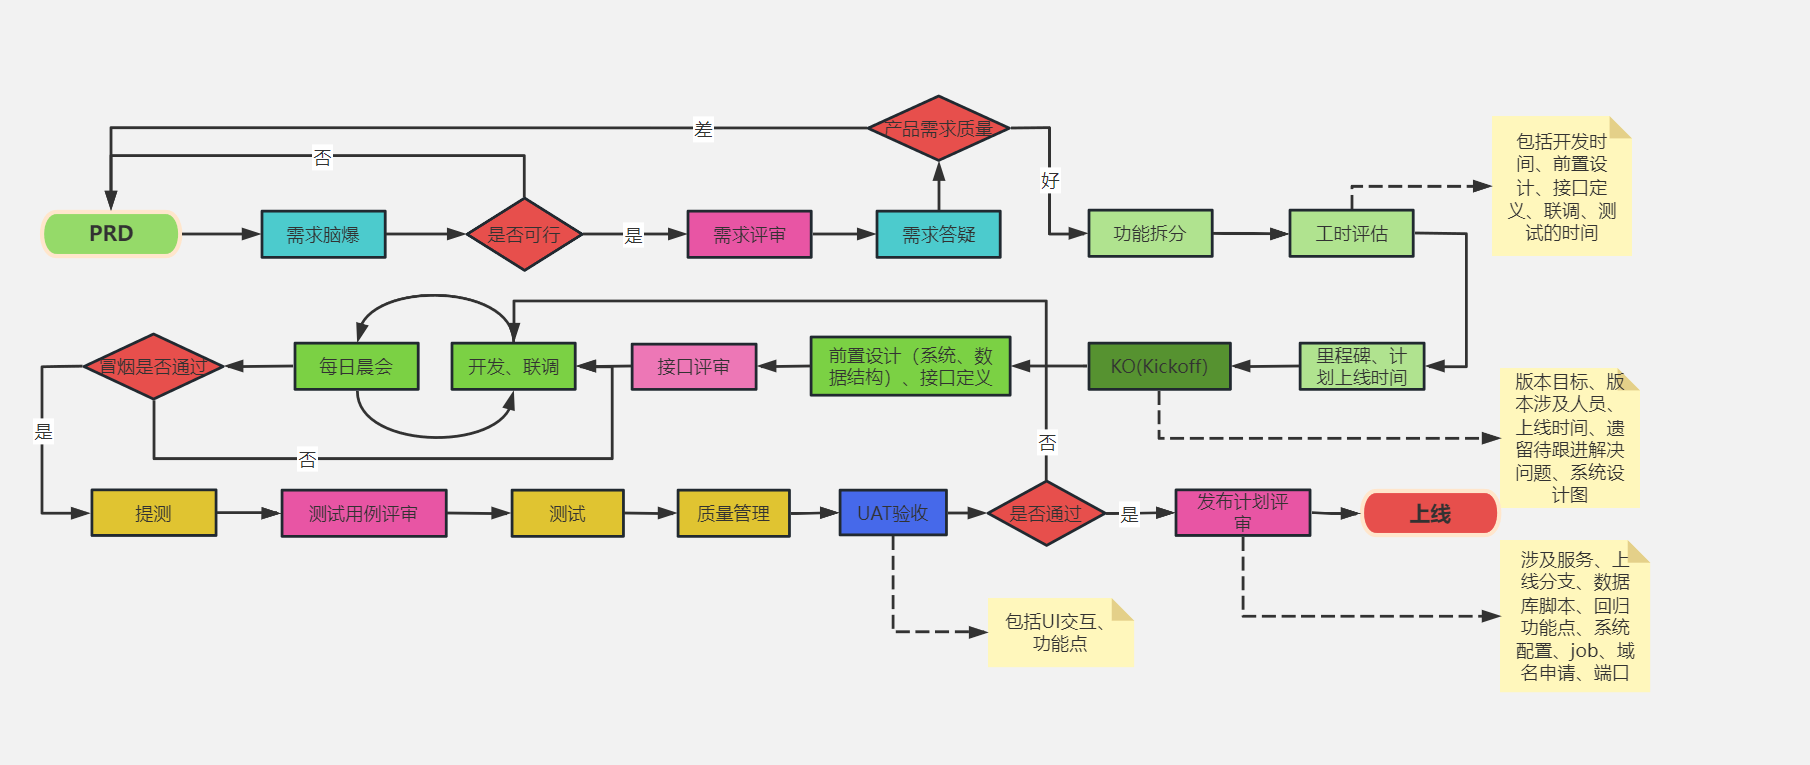 产品需求质量
差
好
否
PRD
需求脑爆
是否可行
是
需求评审
需求答疑
功能拆分
工时评估
包括开发时
间、前置设
计、接口定
义、联调、测
试的时间
冒烟是否通过
每日晨会
开发、联调
接口评审
前置设计（系统、数
据结构）、接口定义
KO(Kickoff)
里程碑、计
划上线时间
版本目标、版
本涉及人员、
上线时间、遗
留待跟进解决
问题、系统设
计图
是
否
否
提测
测试用例评审
测试
质量管理
UAT验收
是否通过
是
发布计划评
审
上线
包括UI交互、
功能点
涉及服务、上
线分支、数据
库脚本、回归
功能点、系统
配置、job、域
名申请、端口